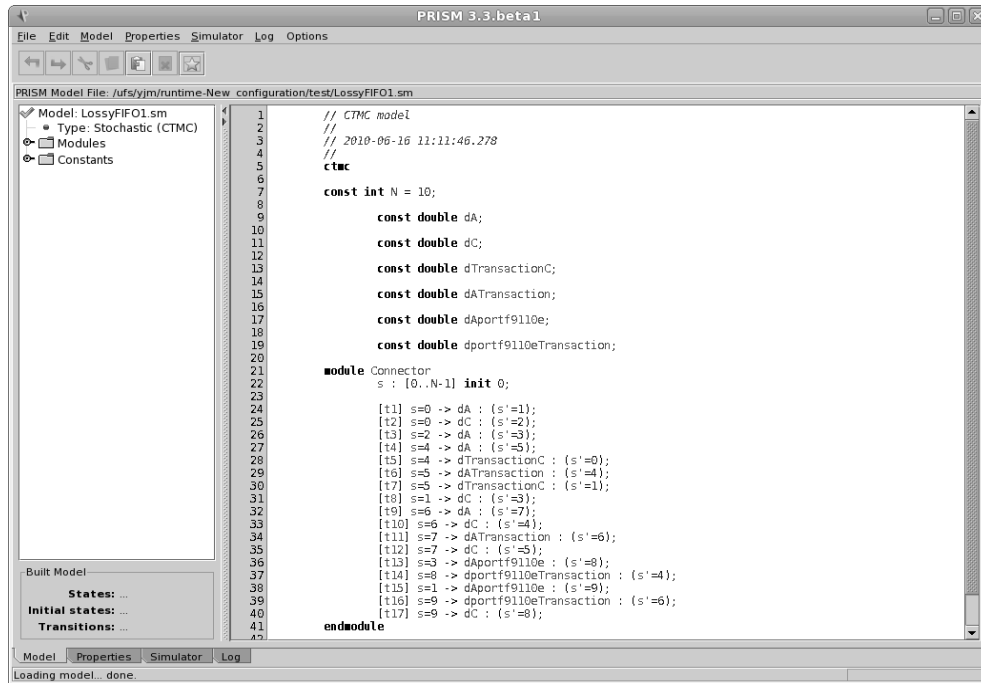 PRISM 3.3.beta1
File Edit Model Properties Simulator Log Options
PRISM Model File: /ufs/yjm/runtime-New configuration/test/LossyFIFO1.sm
Model: LossyFIFO1.sm
Type: Stochastic (CTMC)
Modules
Constants
Built Model
States: ...
Initial states: ...
Transitions: ...
1 // CTMC model
2 //
3 // 2010-06-16 11:11:46.278
4 //
5 ctmc
6
7 const int N = 10;
8
9 const double dA;
10
11 const double dC;
12
13 const double dTransactionC;
14
15 const double dATransaction;
16
17 const double dAportf9110e;
18
19 const double dportf9110eTransaction;
20
21 module Connector
22 s : [0..N-1] init 0;
23
24 [t1] s=0 -> dA : (s'=1);
25 [t2] s=0 -> dC : (s'=2);
26 [t3] s=2 -> dA : (s'=3);
27 [t4] s=4 -> dA : (s'=5);
28 [t5] s=4 -> dTransactionC : (s'=0);
29 [t6] s=5 -> dATransaction : (s'=4);
30 [t7] s=5 -> dTransactionC : (s'=1);
31 [t8] s=1 -> dC : (s'=3);
32 [t9] s=6 -> dA : (s'=7);
33 [t10] s=6 -> dC : (s'=4);
34 [t11] s=7 -> dATransaction : (s'=6);
35 [t12] s=7 -> dC : (s'=5);
36 [t13] s=3 -> dAportf9110e : (s'=8);
37 [t14] s=8 -> dportf9110eTransaction : (s'=4);
38 [t15] s=1 -> dAportf9110e : (s'=9);
39 [t16] s=9 -> dportf9110eTransaction : (s'=6);
40 [t17] s=9 -> dC : (s'=8);
41 endmodule
42
Model Properties Simulator Log
Loading model... done.